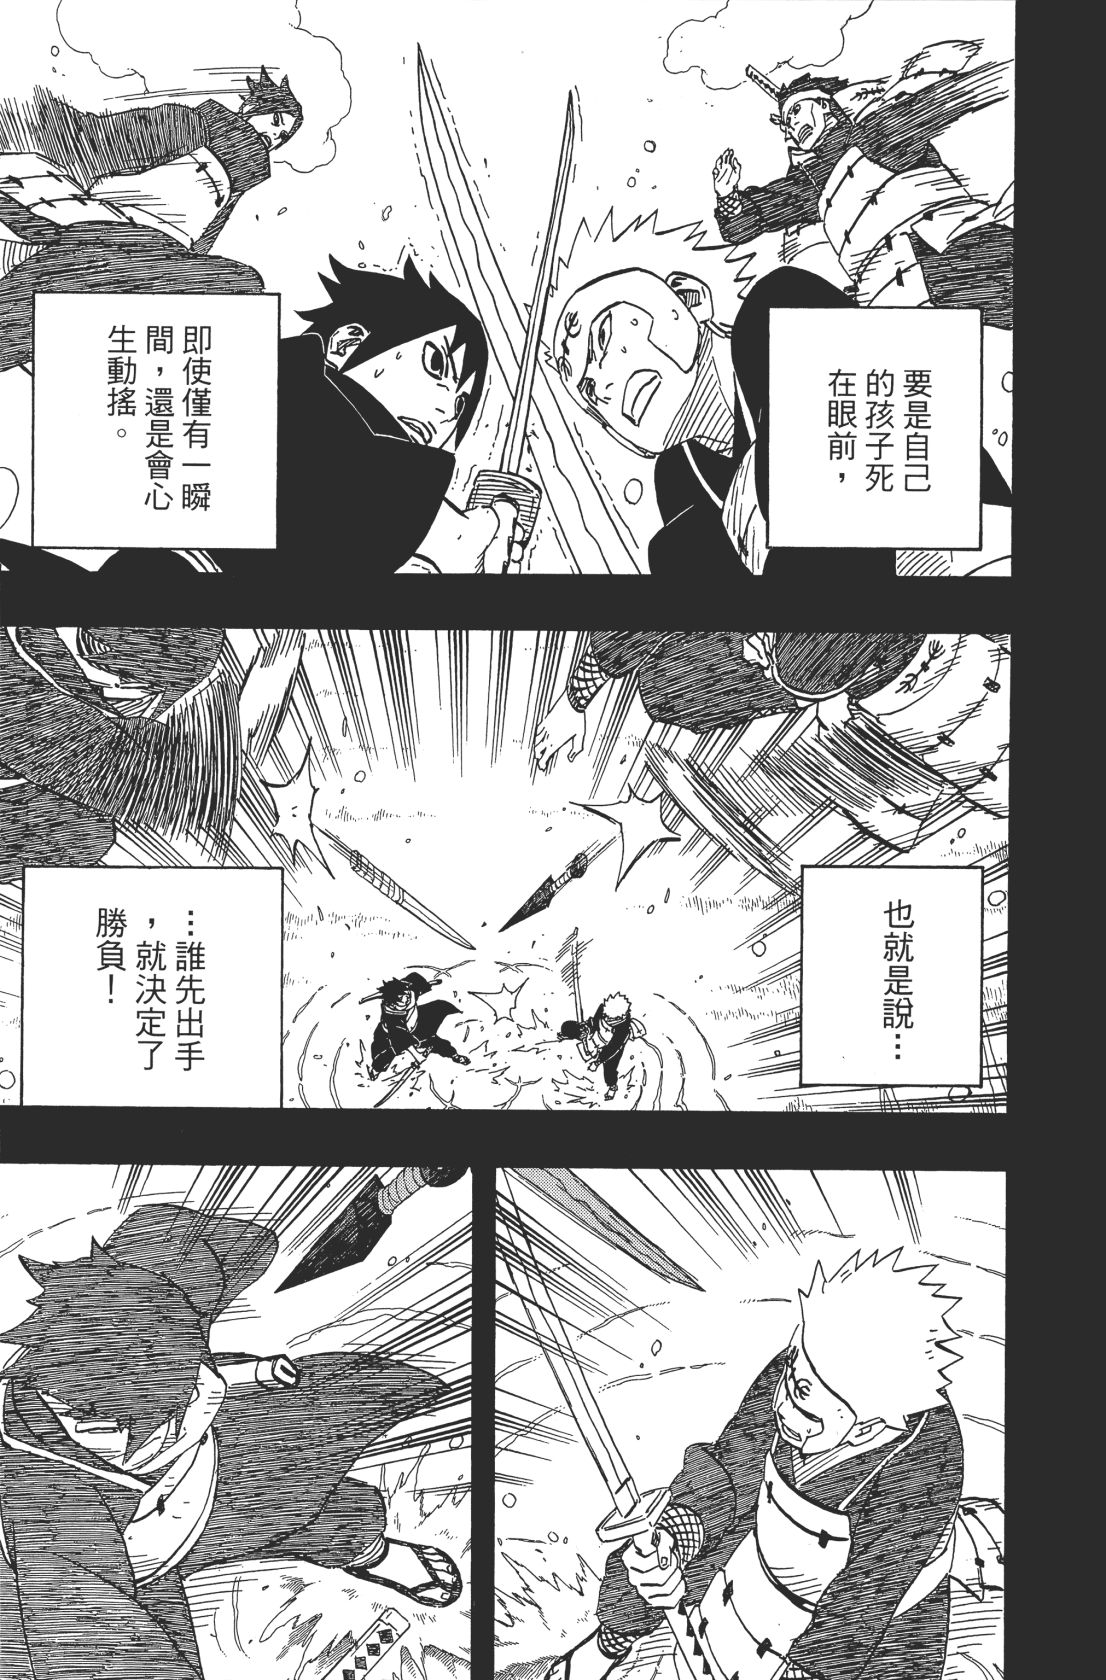 要是自己
的孩子死
在眼前，
即使僅有一瞬
間，還是會心
生動搖。
也就是說…
…誰先出手
，就決定了
勝負！